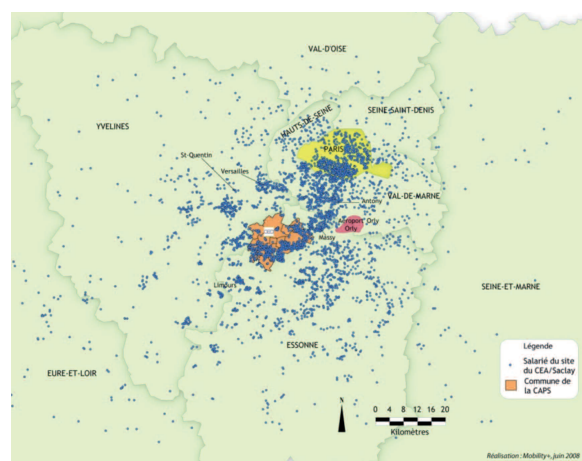 VAL-D'OISE
SEINE-SAINT-DENIS
HAUTS-DE-SEINE
YVELINES
PARIS
St-Quentin
Versailles
VAL-DE-MARNE
Antony
Aéroport Orly
Orly
Massy
Limours
SEINE-ET-MARNE
ESSONNE
EURE-ET-LOIR
Légende
Salarié du site
du CEA/Saclay
Commune de
la CAPS
N
0 4 8 12 16 20
Kilomètres
Réalisation : Mobility+, Juin 2008